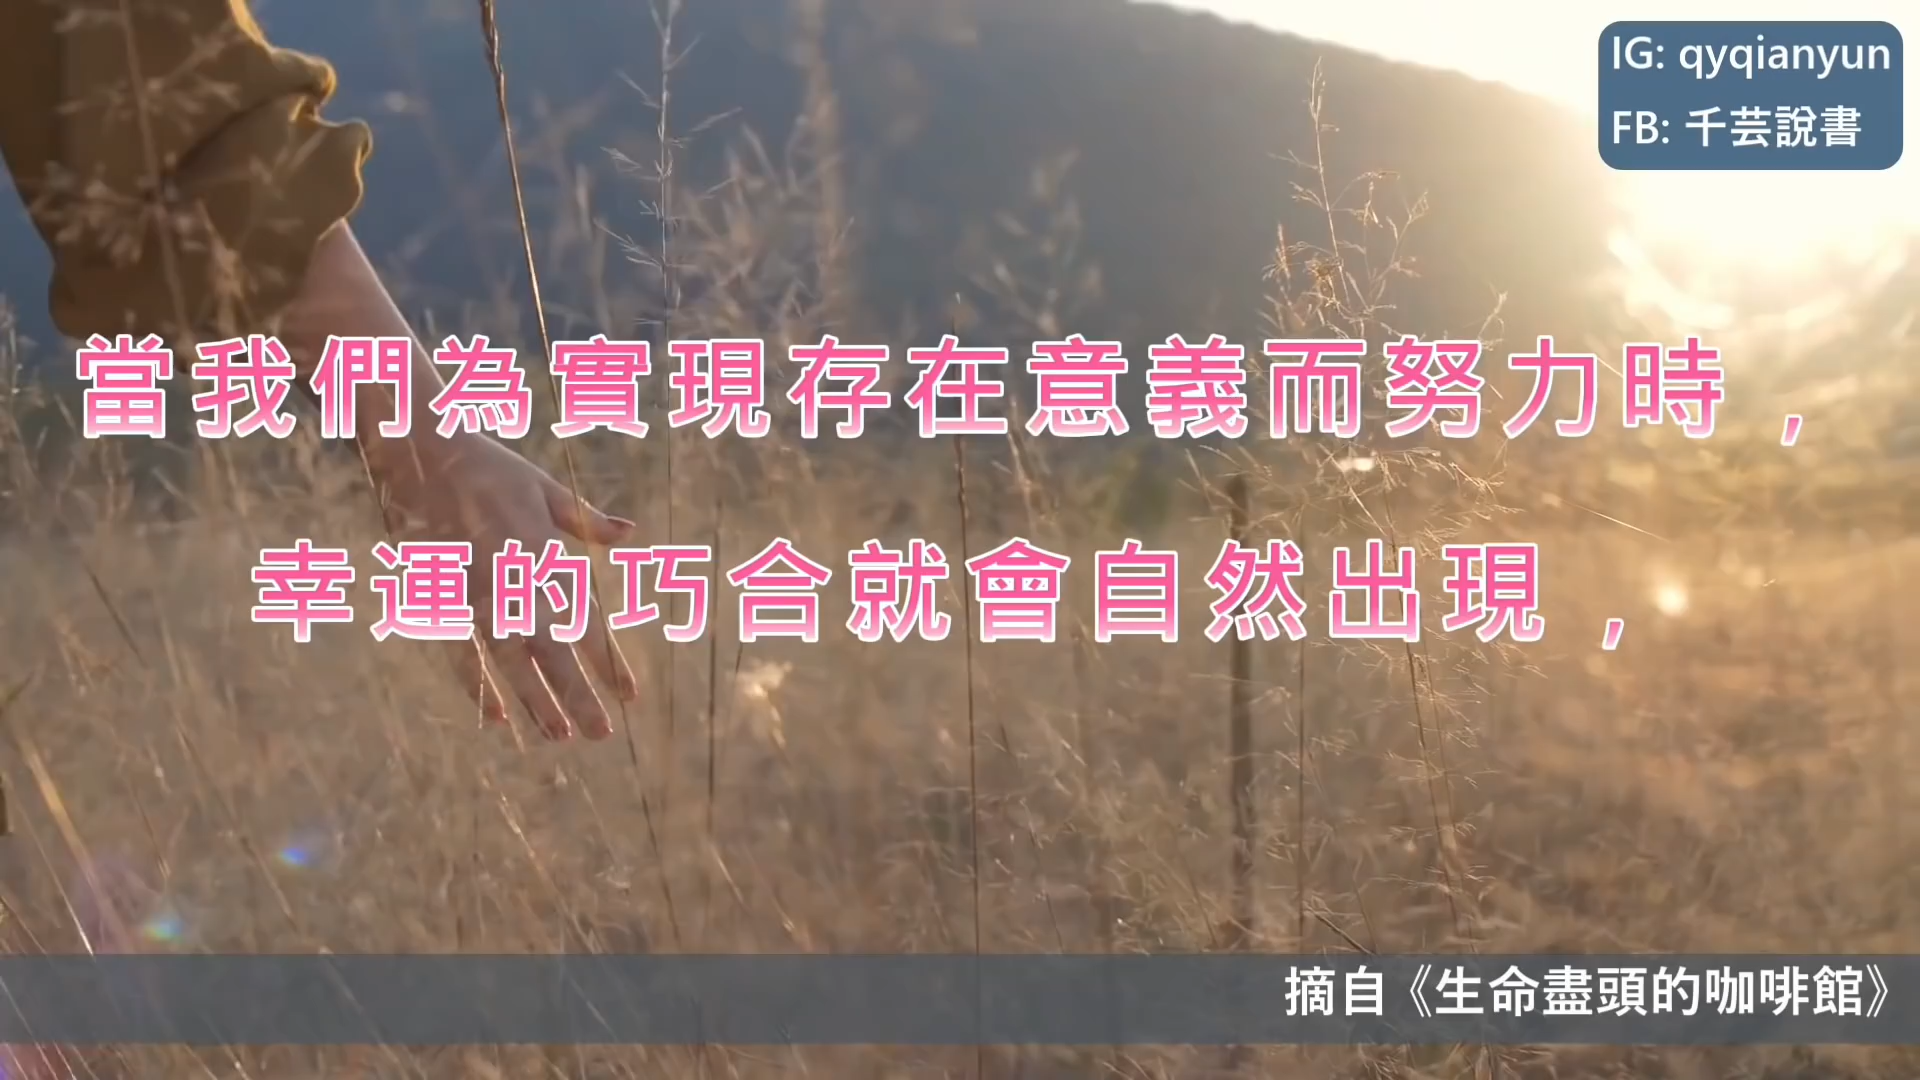 IG: qyqianyun
FB: 千芸說書
當我們為實現存在意義而努力時，
幸運的巧合就會自然出現，
摘自《生命盡頭的咖啡館》